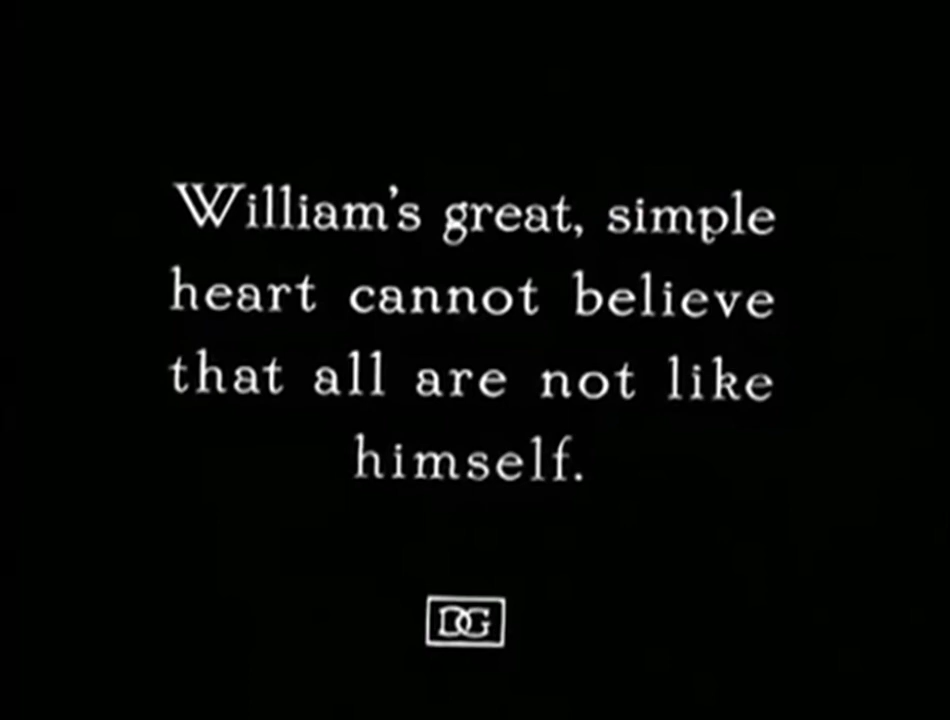 William's great, simple
heart cannot believe
that all are not like
himself.
DG